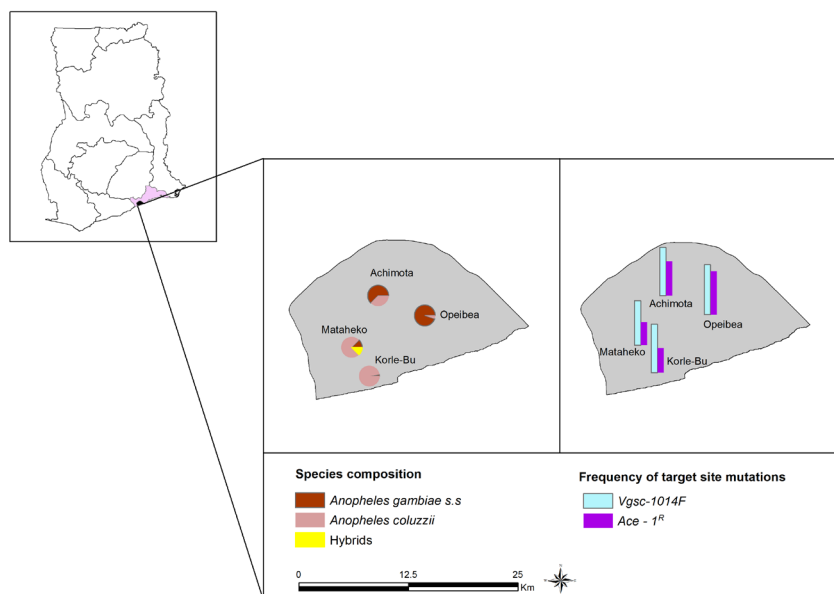 Achimota
Opeibea
Mataheko
Korle-Bu
Achimota
Opeibea
Mataheko
Korle-Bu
Species composition
Anopheles gambiae s.s
Anopheles coluzzii
Hybrids
Frequency of target site mutations
Vgsc-1014F
Ace - 1R
0
12.5
25
Km